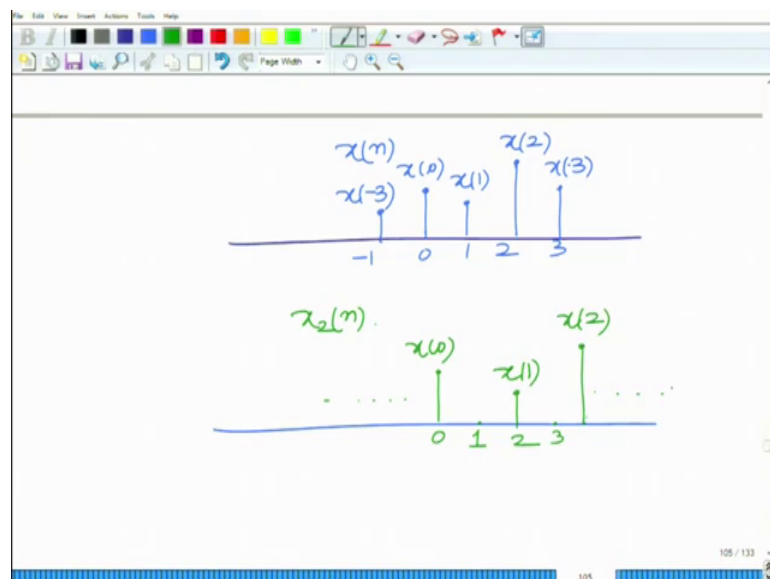 File Edit View Insert Actions Tools Help
B I Page Width
x(n)
x(-3) x(0) x(1) x(2) x(3)
-1 0 1 2 3
x₂(n)
x(0) x(1) x(2)
0 1 2 3
105 / 133
105